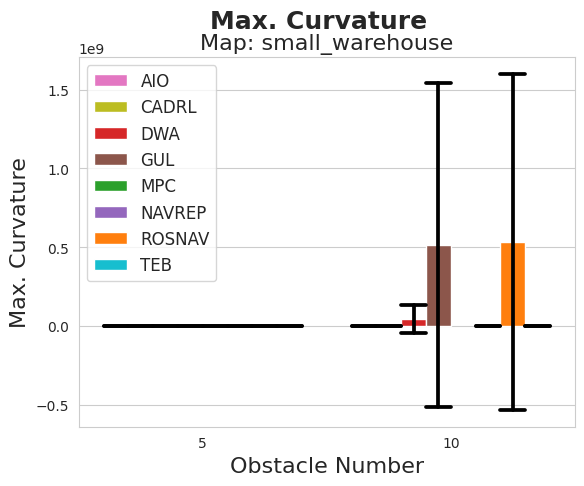 Max. Curvature
Map: small_warehouse
1e9
AIO
CADRL
DWA
GUL
MPC
NAVREP
ROSNAV
TEB
Max. Curvature
1.5
1.0
0.5
0.0
−0.5
5
10
Obstacle Number